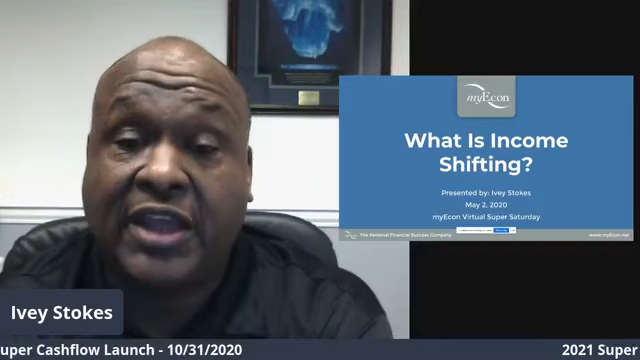 myEcon
What Is Income
Shifting?
Presented by: Ivey Stokes
May 2, 2020
myEcon Virtual Super Saturday
The Personal Financial Success Company
www.myEcon.net
Ivey Stokes
uper Cashflow Launch - 10/31/2020
2021 Super